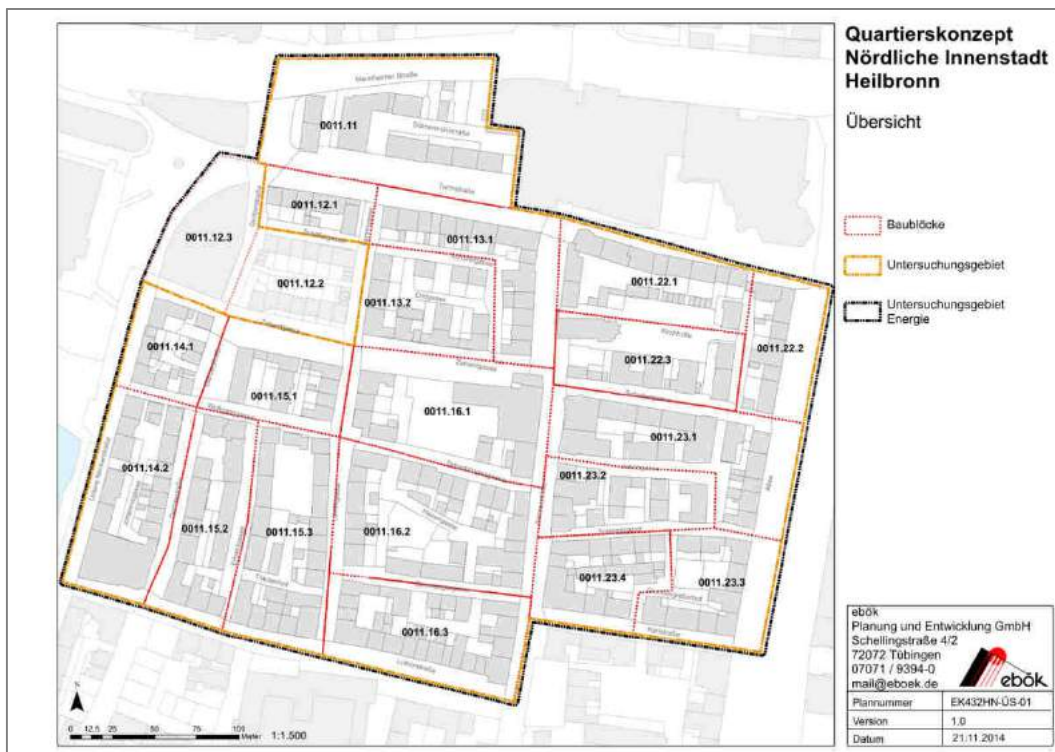 Quartierskonzept
Nördliche Innenstadt
Heilbronn
Übersicht
Baublöcke
Untersuchungsgebiet
Untersuchungsgebiet
Energie
Mannheimer Straße
0011.11
Turmstraße
0011.12.1
0011.12.3
0011.13.1
0011.12.2
0011.13.2
0011.22.1
0011.22.2
0011.22.3
0011.14.1
0011.15.1
0011.16.1
0011.23.1
0011.14.2
0011.23.2
0011.15.2
0011.15.3
0011.16.2
0011.23.4
0011.23.3
0011.16.3
Allee
Karlstraße
Lohtorstraße
0 12,5 25 50 75 100
Meter 1:1.500
ebök
Planung und Entwicklung GmbH
Schellingstraße 4/2
72072 Tübingen
07071 / 9394-0
mail@eboek.de
ebök
Plannummer EK432HN-ÜS-01
Version 1.0
Datum 21.11.2014